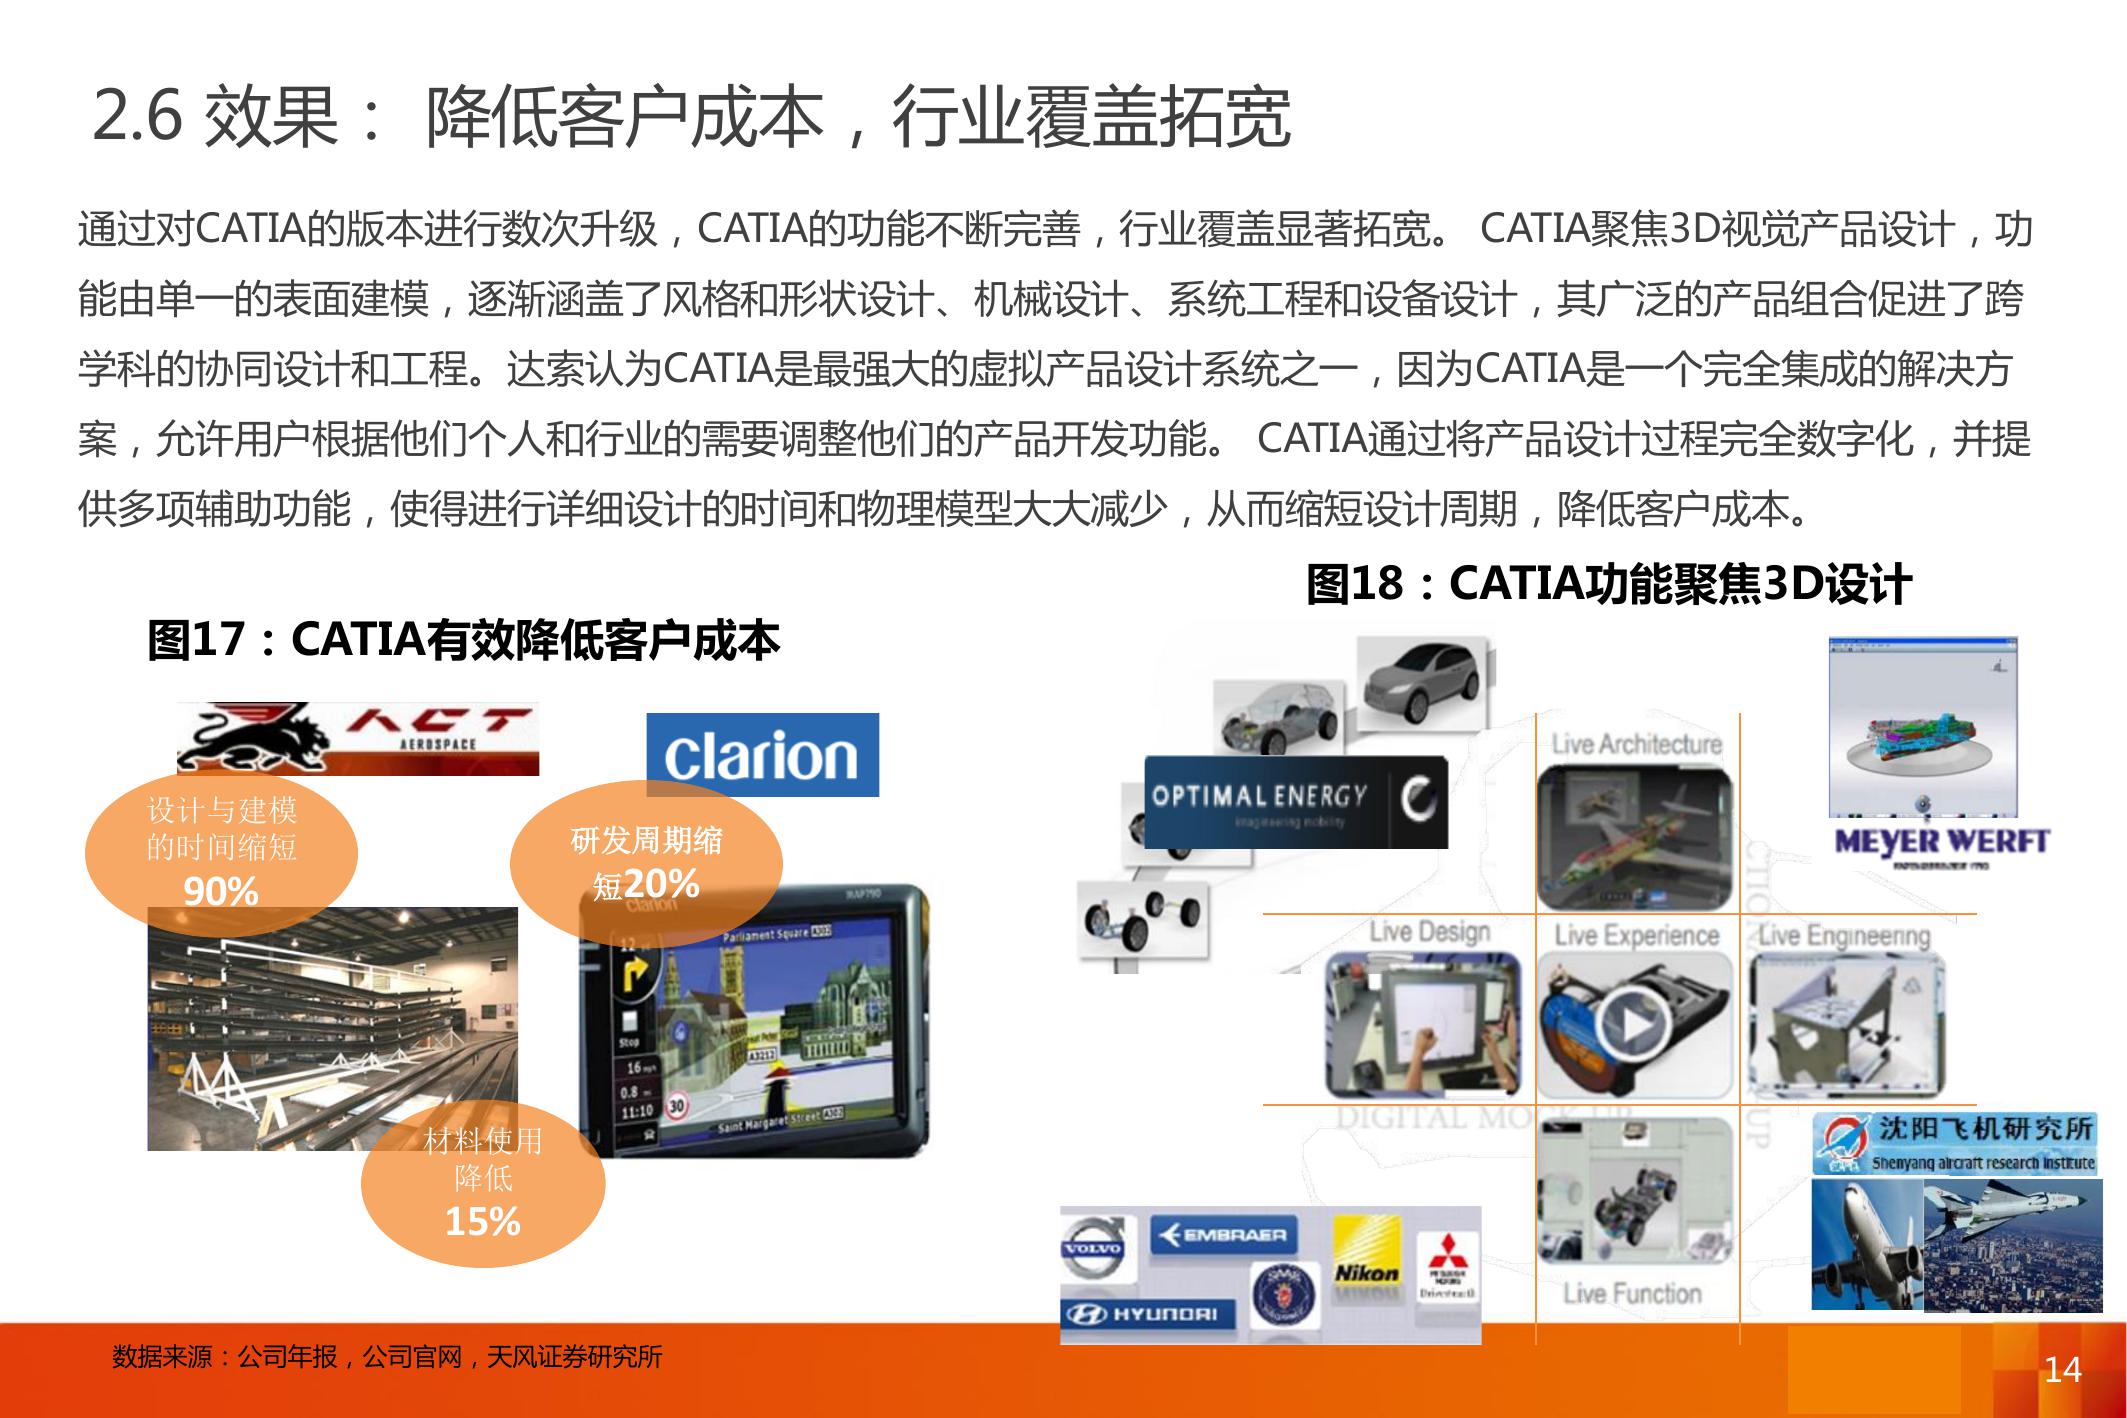 2.6 效果： 降低客户成本，行业覆盖拓宽
通过对CATIA的版本进行数次升级，CATIA的功能不断完善，行业覆盖显著拓宽。 CATIA聚焦3D视觉产品设计，功
能由单一的表面建模，逐渐涵盖了风格和形状设计、机械设计、系统工程和设备设计，其广泛的产品组合促进了跨
学科的协同设计和工程。达索认为CATIA是最强大的虚拟产品设计系统之一，因为CATIA是一个完全集成的解决方
案，允许用户根据他们个人和行业的需要调整他们的产品开发功能。 CATIA通过将产品设计过程完全数字化，并提
供多项辅助功能，使得进行详细设计的时间和物理模型大大减少，从而缩短设计周期，降低客户成本。
图17：CATIA有效降低客户成本
ACT
AEROSPACE
clarion
设计与建模
的时间缩短
90%
研发周期缩
短20%
clarion
MAP790
Parliament Square A302
12
A3212
Stop
16 mph
0.8
11:10
30
Saint Margaret Street A302
材料使用
降低
15%
图18：CATIA功能聚焦3D设计
OPTIMAL ENERGY
imagineering mobility
Live Architecture
MEYER WERFT
Live Design
Live Experience
Live Engineering
DIGITAL MOCK UP
Live Function
沈阳飞机研究所
Shenyang aircraft research institute
VOLVO
EMBRAER
Nikon
HYUNDAI
数据来源：公司年报，公司官网，天风证券研究所
14